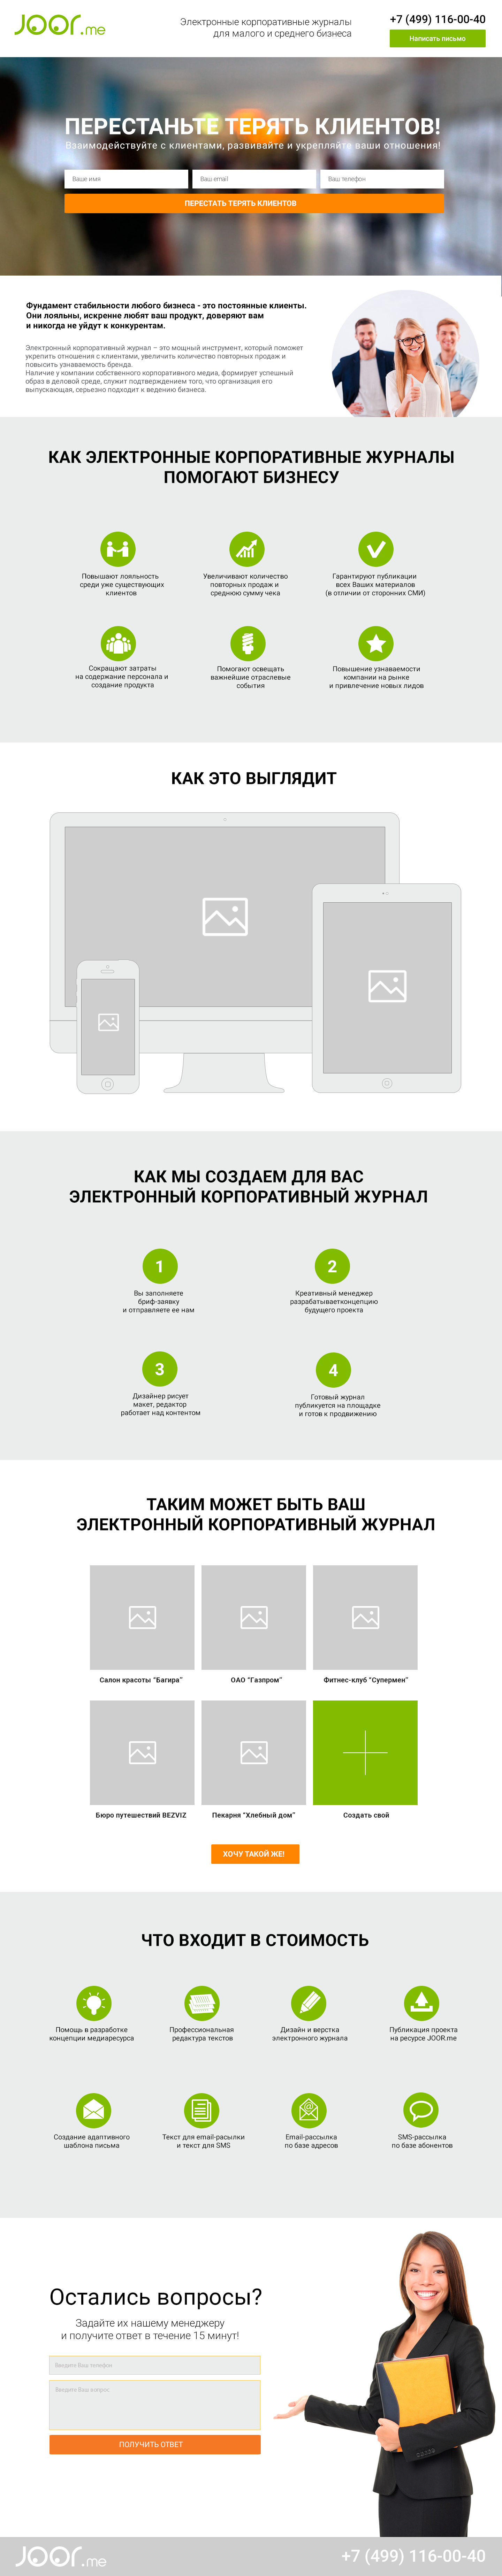 JOOr.me
Электронные корпоративные журналы
для малого и среднего бизнеса
+7 (499) 116-00-40
Написать письмо
ПЕРЕСТАНЬТЕ ТЕРЯТЬ КЛИЕНТОВ!
Взаимодействуйте с клиентами, развивайте и укрепляйте ваши отношения!
Ваше имя
Ваш email
Ваш телефон
ПЕРЕСТАТЬ ТЕРЯТЬ КЛИЕНТОВ
Фундамент стабильности любого бизнеса - это постоянные клиенты.
Они лояльны, искренне любят ваш продукт, доверяют вам
и никогда не уйдут к конкурентам.
Электронный корпоративный журнал – это мощный инструмент, который поможет
укрепить отношения с клиентами, увеличить количество повторных продаж и
повысить узнаваемость бренда.
Наличие у компании собственного корпоративного медиа, формирует успешный
образ в деловой среде, служит подтверждением того, что организация его
выпускающая, серьезно подходит к ведению бизнеса.
КАК ЭЛЕКТРОННЫЕ КОРПОРАТИВНЫЕ ЖУРНАЛЫ
ПОМОГАЮТ БИЗНЕСУ
Повышают лояльность
среди уже существующих
клиентов
Увеличивают количество
повторных продаж и
среднюю сумму чека
Гарантируют публикации
всех Ваших материалов
(в отличии от сторонних СМИ)
Сокращают затраты
на содержание персонала и
создание продукта
Помогают освещать
важнейшие отраслевые
события
Повышение узнаваемости
компании на рынке
и привлечение новых лидов
КАК ЭТО ВЫГЛЯДИТ
КАК МЫ СОЗДАЕМ ДЛЯ ВАС
ЭЛЕКТРОННЫЙ КОРПОРАТИВНЫЙ ЖУРНАЛ
1
Вы заполняете
бриф-заявку
и отправляете ее нам
2
Креативный менеджер
разрабатываетконцепцию
будущего проекта
3
Дизайнер рисует
макет, редактор
работает над контентом
4
Готовый журнал
публикуется на площадке
и готов к продвижению
ТАКИМ МОЖЕТ БЫТЬ ВАШ
ЭЛЕКТРОННЫЙ КОРПОРАТИВНЫЙ ЖУРНАЛ
Салон красоты "Багира"
ОАО "Газпром"
Фитнес-клуб "Супермен"
Бюро путешествий BEZVIZ
Пекарня "Хлебный дом"
Создать свой
ХОЧУ ТАКОЙ ЖЕ!
ЧТО ВХОДИТ В СТОИМОСТЬ
Помощь в разработке
концепции медиаресурса
Профессиональная
редактура текстов
Дизайн и верстка
электронного журнала
Публикация проекта
на ресурсе JOOR.me
Создание адаптивного
шаблона письма
Текст для email-расылки
и текст для SMS
Email-рассылка
по базе адресов
SMS-рассылка
по базе абонентов
Остались вопросы?
Задайте их нашему менеджеру
и получите ответ в течение 15 минут!
Введите Ваш телефон
Введите Ваш вопрос
ПОЛУЧИТЬ ОТВЕТ
JOOr.me
+7 (499) 116-00-40